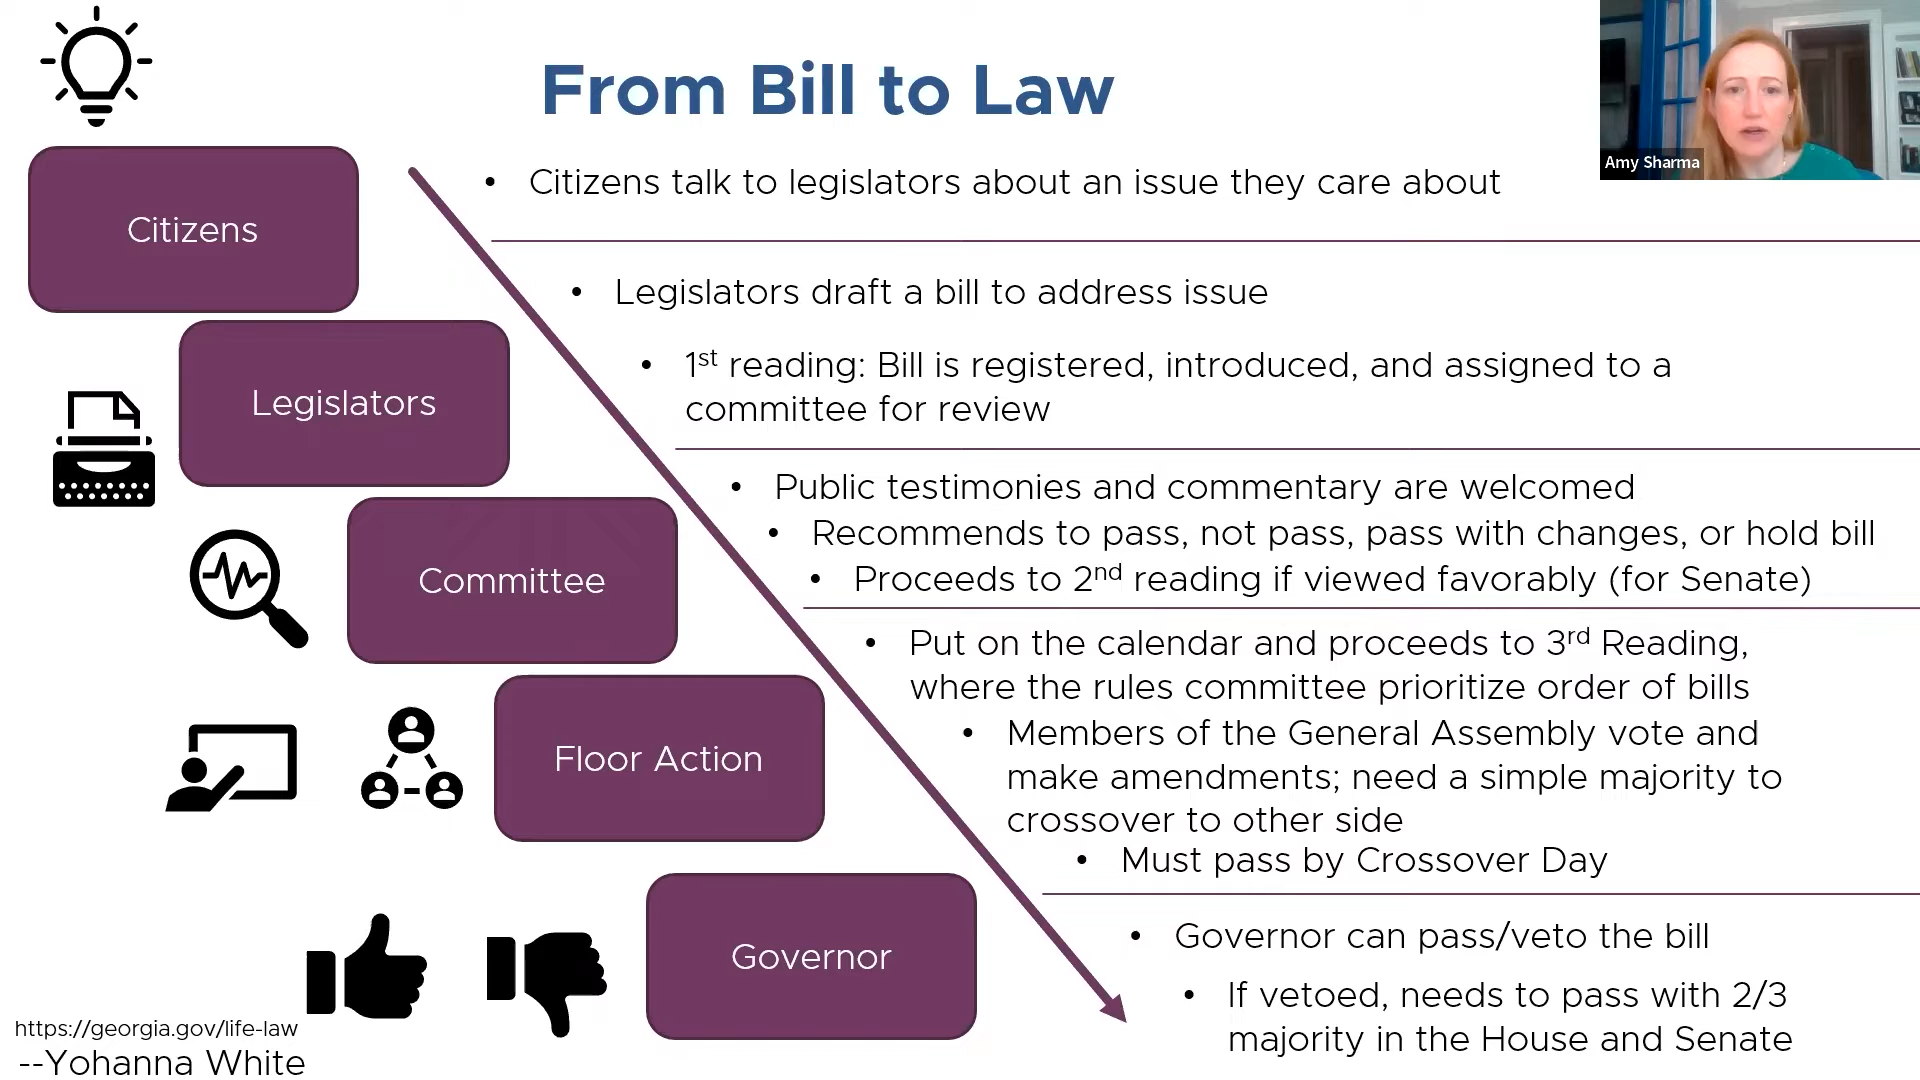 From Bill to Law
Amy Sharma
Citizens
• Citizens talk to legislators about an issue they care about
Legislators
• Legislators draft a bill to address issue
• 1st reading: Bill is registered, introduced, and assigned to a
committee for review
Committee
• Public testimonies and commentary are welcomed
• Recommends to pass, not pass, pass with changes, or hold bill
• Proceeds to 2nd reading if viewed favorably (for Senate)
Floor Action
• Put on the calendar and proceeds to 3rd Reading,
where the rules committee prioritize order of bills
• Members of the General Assembly vote and
make amendments; need a simple majority to
crossover to other side
• Must pass by Crossover Day
Governor
• Governor can pass/veto the bill
• If vetoed, needs to pass with 2/3
majority in the House and Senate
https://georgia.gov/life-law
--Yohanna White